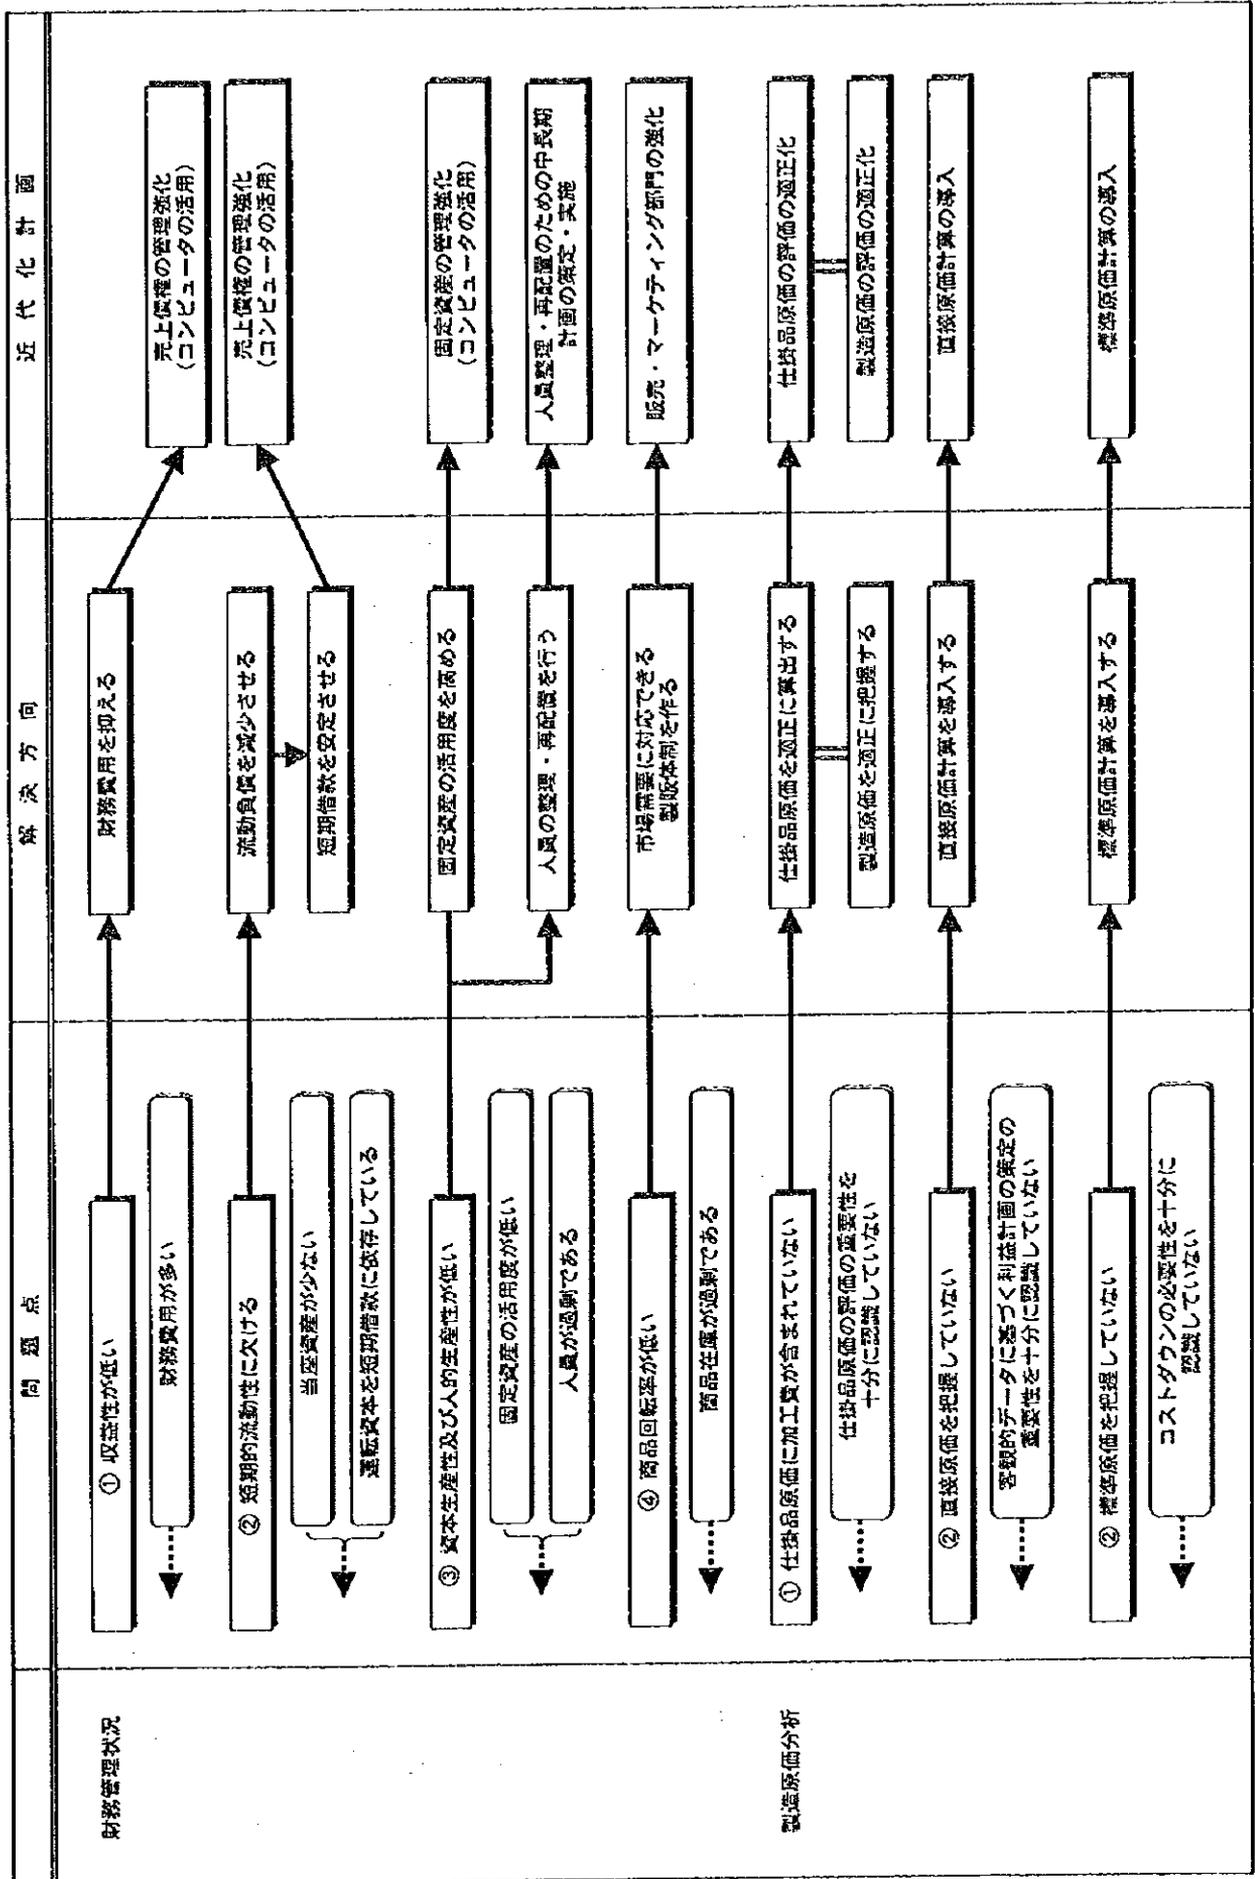 問題点
解決方向
近代化計画
財務管理状況
① 収益性が低い
財務費用が多い
財務費用を抑える
売上債権の管理強化
(コンピュータの活用)
② 短期的流動性に欠ける
当座資産が少ない
運転資本を短期借款に依存している
流動負債を減少させる
短期借款を安定させる
売上債権の管理強化
(コンピュータの活用)
③ 資本生産性及び人的生産性が低い
固定資産の活用度が低い
人員が過剰である
固定資産の活用度を高める
固定資産の管理強化
(コンピュータの活用)
人員の整理・再配置を行う
人員整理・再配置のための中長期
計画の策定・実施
④ 商品回転率が低い
商品在庫が過剰である
市場需要に対応できる
製販体制を作る
販売・マーケティング部門の強化
製造原価分析
① 仕掛品原価に加工費が含まれていない
仕掛品原価の評価の重要性を
十分に認識していない
仕掛品原価を適正に算出する
製造原価を適正に把握する
仕掛品原価の評価の適正化
製造原価の評価の適正化
② 直接原価を把握していない
客観的データに基づく利益計画の策定の
重要性を十分に認識していない
直接原価計算を導入する
直接原価計算の導入
② 標準原価を把握していない
コストダウンの必要性を十分に
認識していない
標準原価計算を導入する
標準原価計算の導入